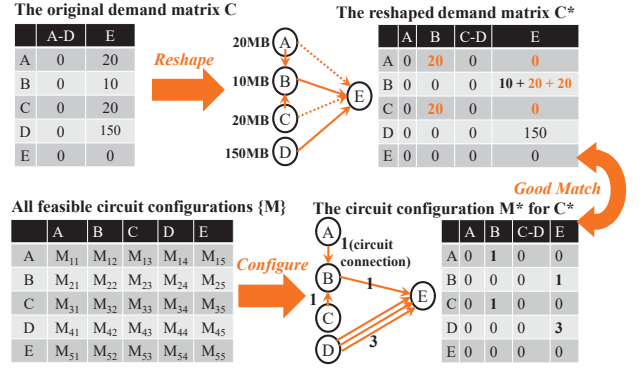 The original demand matrix C
A-D E
A 0 20
B 0 10
C 0 20
D 0 150
E 0 0
Reshape
20MB A
10MB B
E
20MB C
150MB D
The reshaped demand matrix C*
A B C-D E
A 0 20 0 0
B 0 0 0 10 + 20 + 20
C 0 20 0 0
D 0 0 0 150
E 0 0 0 0
Good Match
All feasible circuit configurations {M}
A B C D E
A M₁₁ M₁₂ M₁₃ M₁₄ M₁₅
B M₂₁ M₂₂ M₂₃ M₂₄ M₂₅
C M₃₁ M₃₂ M₃₃ M₃₄ M₃₅
D M₄₁ M₄₂ M₄₃ M₄₄ M₄₅
E M₅₁ M₅₂ M₅₃ M₅₄ M₅₅
Configure
The circuit configuration M* for C*
A
1(circuit
connection)
B 1
E
1
C
D 3
A B C-D E
A 0 1 0 0
B 0 0 0 1
C 0 1 0 0
D 0 0 0 3
E 0 0 0 0